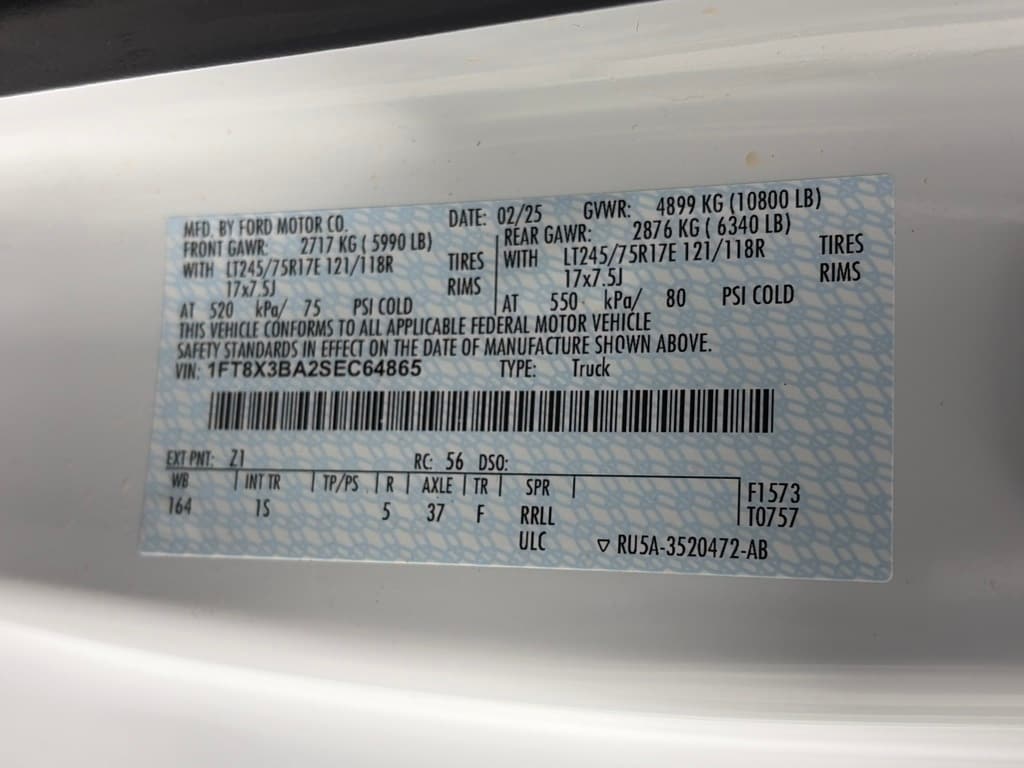 MFD. BY FORD MOTOR CO. DATE: 02/25 GVWR: 4899 KG (10800 LB)
FRONT GAWR: 2717 KG ( 5990 LB) REAR GAWR: 2876 KG ( 6340 LB)
WITH LT245/75R17E 121/118R TIRES WITH LT245/75R17E 121/118R TIRES
17x7.5J RIMS 17x7.5J RIMS
AT 520 kPa/ 75 PSI COLD AT 550 kPa/ 80 PSI COLD
THIS VEHICLE CONFORMS TO ALL APPLICABLE FEDERAL MOTOR VEHICLE
SAFETY STANDARDS IN EFFECT ON THE DATE OF MANUFACTURE SHOWN ABOVE.
VIN: 1FT8X3BA2SEC64865 TYPE: Truck
EXT PNT: Z1 RC: 56 DSO:
WB INT TR TP/PS R AXLE TR SPR F1573
164 1S 5 37 F RRLL T0757
ULC ▽ RU5A-3520472-AB